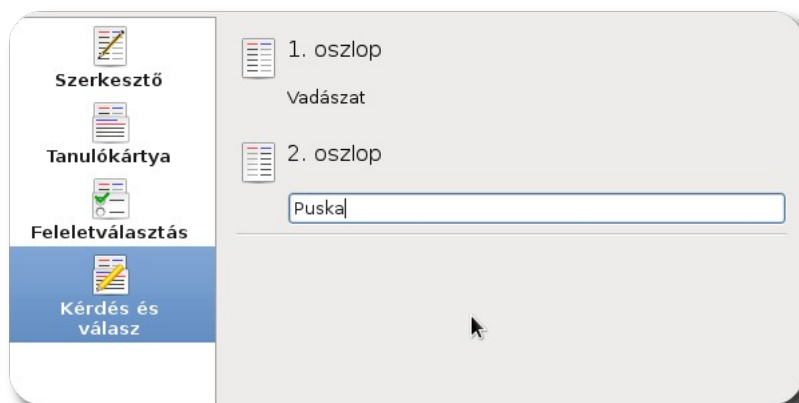 Szerkesztő
Tanulókártya
Feleletválasztás
Kérdés és
válasz
1. oszlop
Vadászat
2. oszlop
Puska